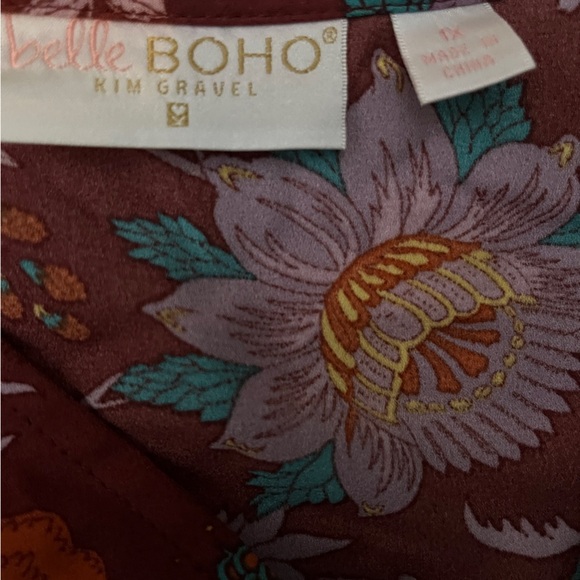 belle BOHO®
KIM GRAVEL
1X
MADE IN
CHINA